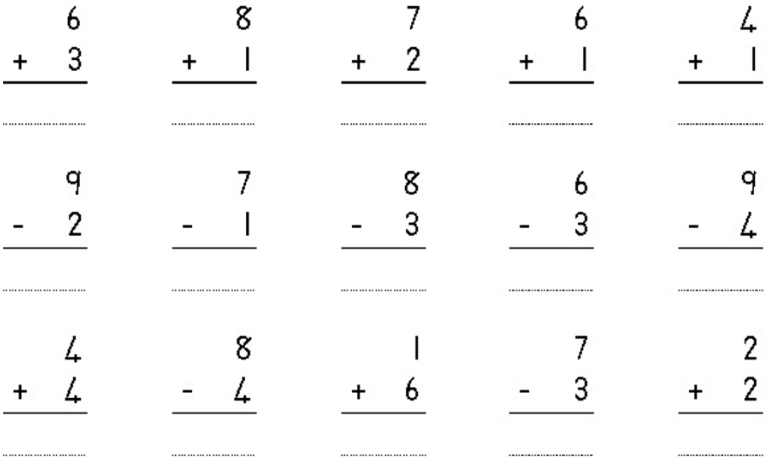 6 8 7 6 4
+ 3 + 1 + 2 + 1 + 1
9 7 8 6 9
- 2 - 1 - 3 - 3 - 4
4 8 1 7 2
+ 4 - 4 + 6 - 3 + 2